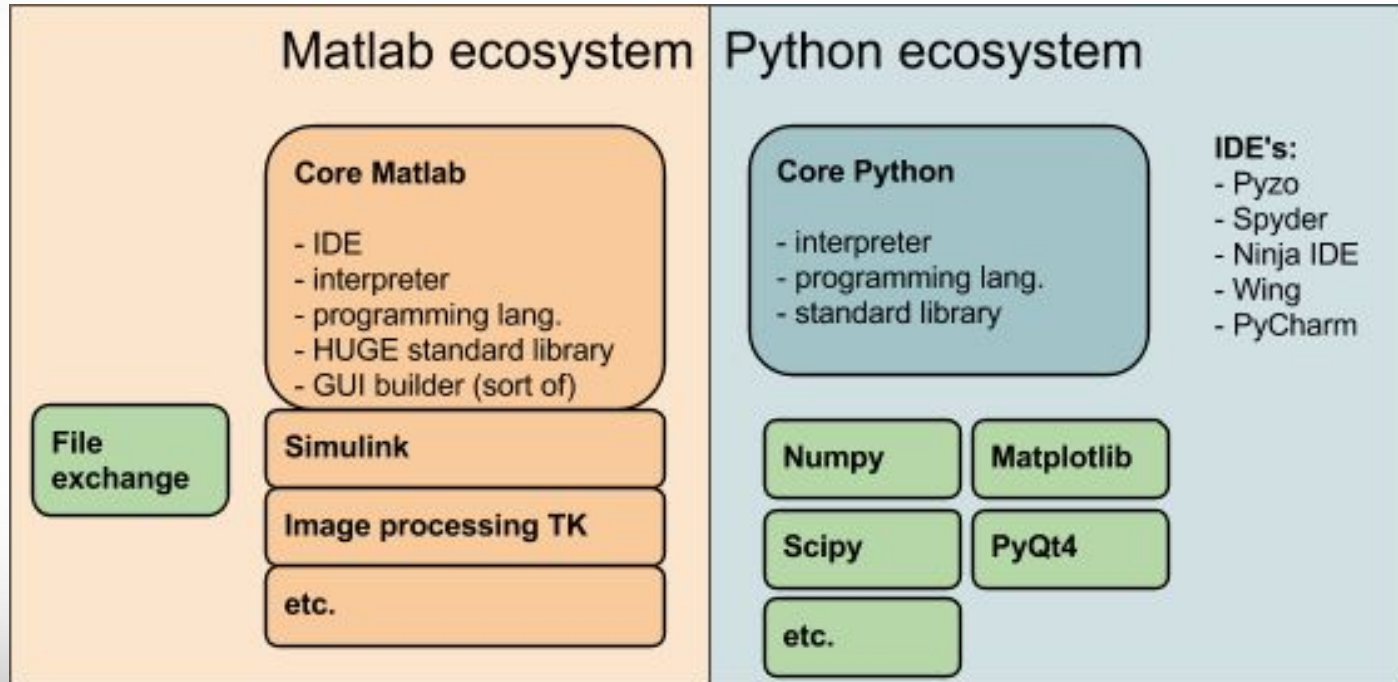 Matlab ecosystem
Core Matlab
- IDE
- interpreter
- programming lang.
- HUGE standard library
- GUI builder (sort of)
File
exchange
Simulink
Image processing TK
etc.
Python ecosystem
Core Python
- interpreter
- programming lang.
- standard library
IDE's:
- Pyzo
- Spyder
- Ninja IDE
- Wing
- PyCharm
Numpy
Matplotlib
Scipy
PyQt4
etc.